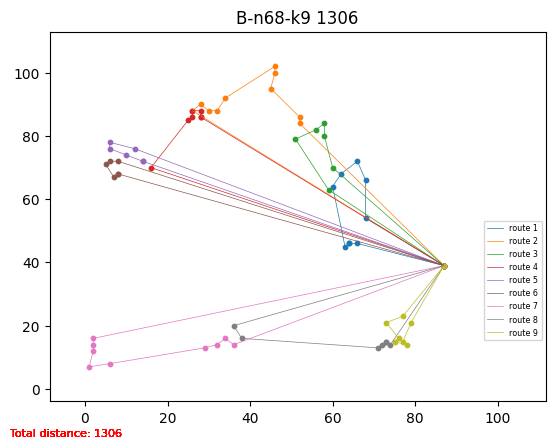 B-n68-k9 1306
100
80
60
40
20
0
0 20 40 60 80 100
route 1
route 2
route 3
route 4
route 5
route 6
route 7
route 8
route 9
Total distance: 1306